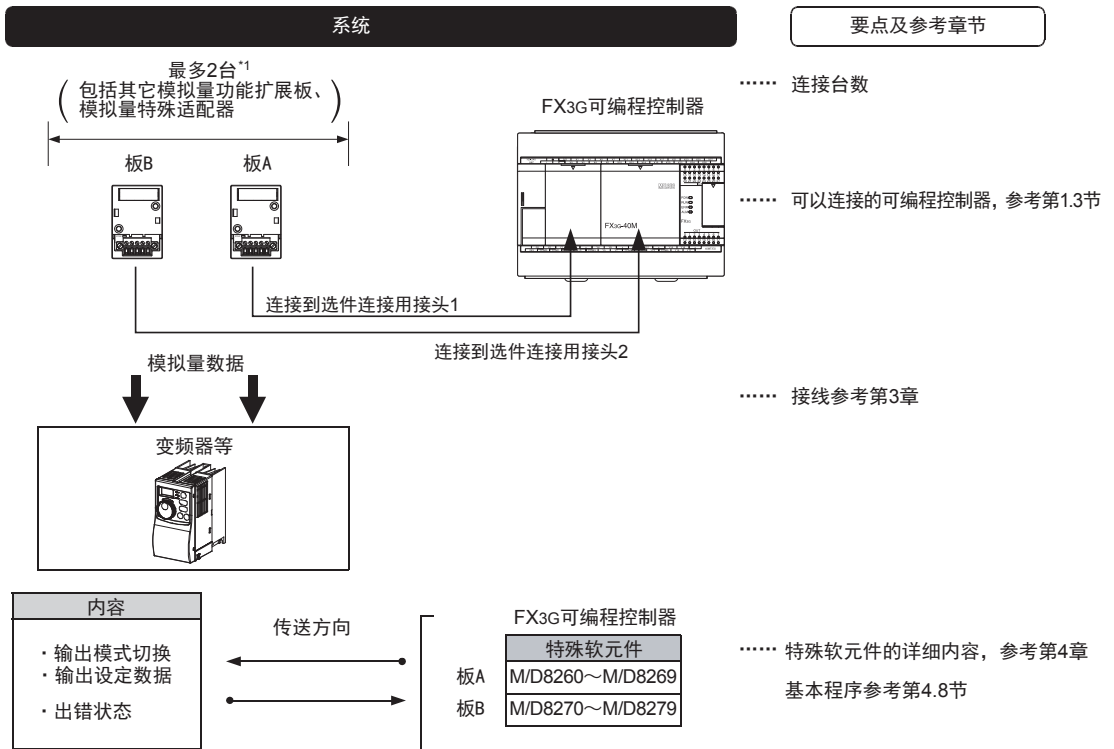 系统
要点及参考章节
最多2台*1
( 包括其它模拟量功能扩展板、
模拟量特殊适配器 )
板B
板A
FX3G可编程控制器
FX3G-40M
连接到选件连接用接头1
连接到选件连接用接头2
…… 连接台数
…… 可以连接的可编程控制器，参考第1.3节
模拟量数据
…… 接线参考第3章
变频器等
内容
・输出模式切换
・输出设定数据
・出错状态
传送方向
FX3G可编程控制器
特殊软元件
板A M/D8260～M/D8269
板B M/D8270～M/D8279
…… 特殊软元件的详细内容，参考第4章
基本程序参考第4.8节